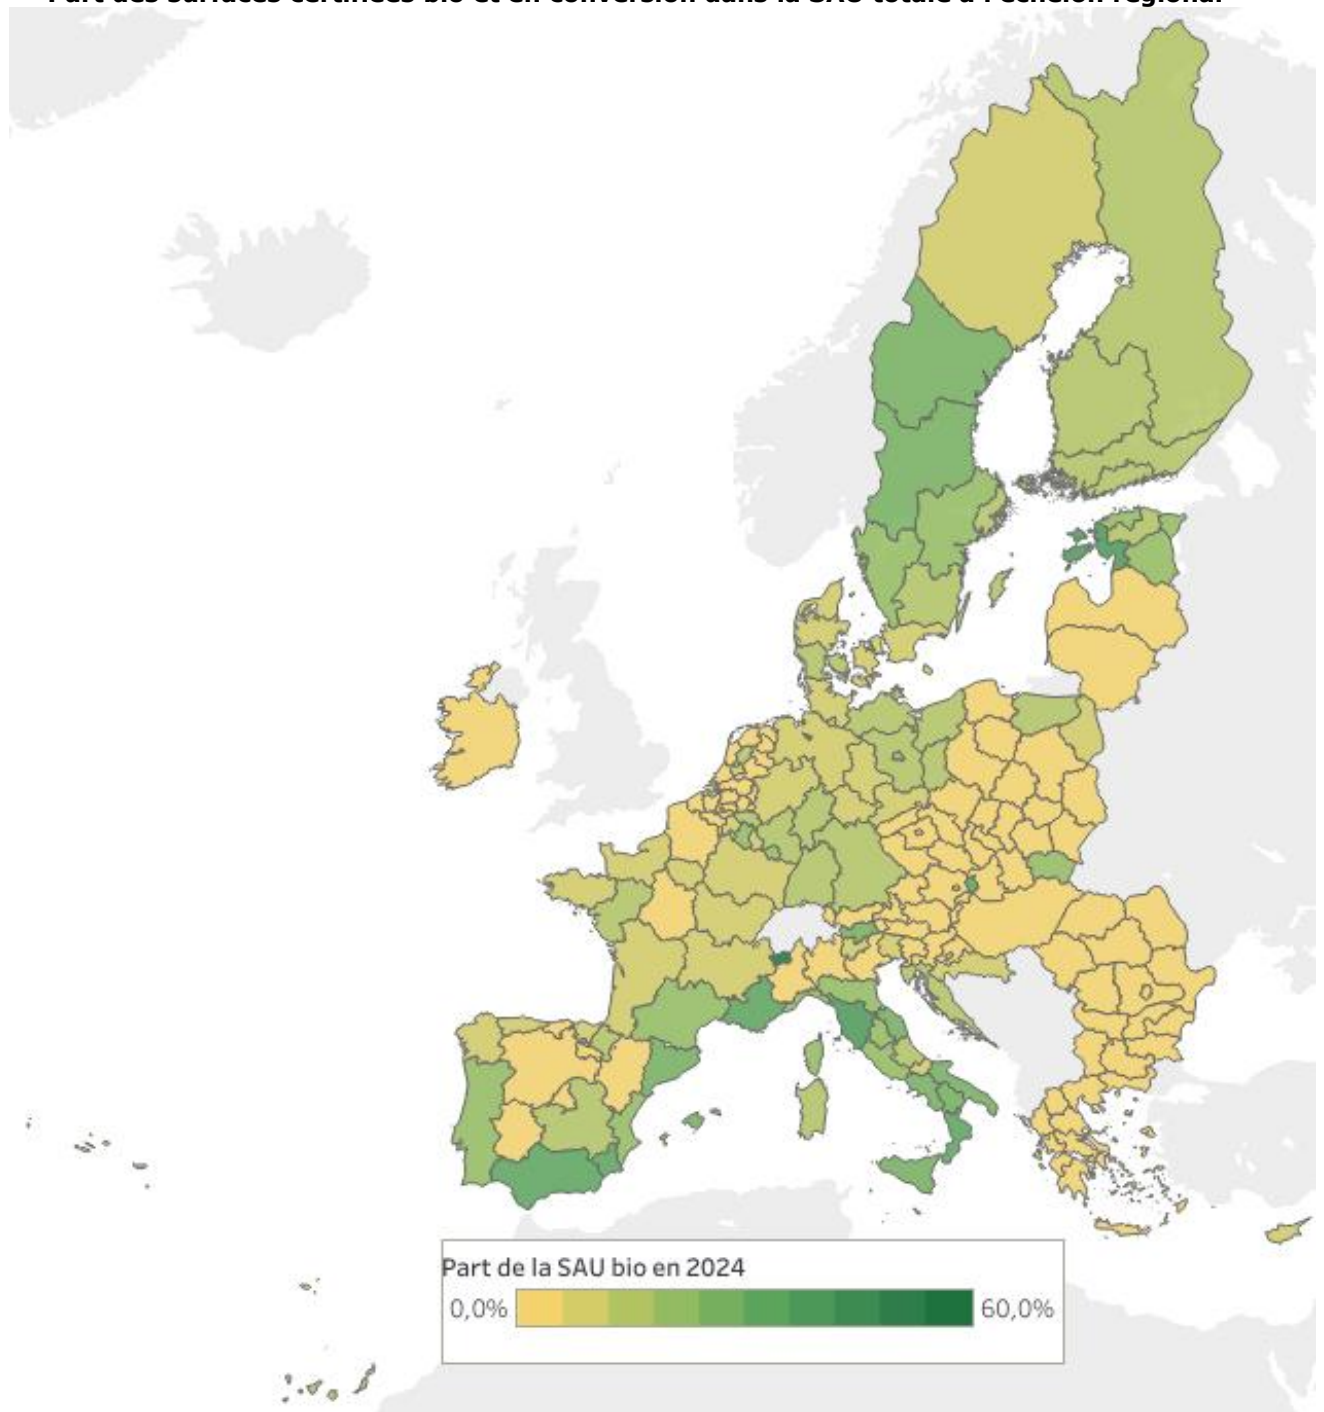 Part des surfaces certifiées bio et en conversion dans la SAU totale à l'échelon régional
Part de la SAU bio en 2024
0,0% 60,0%